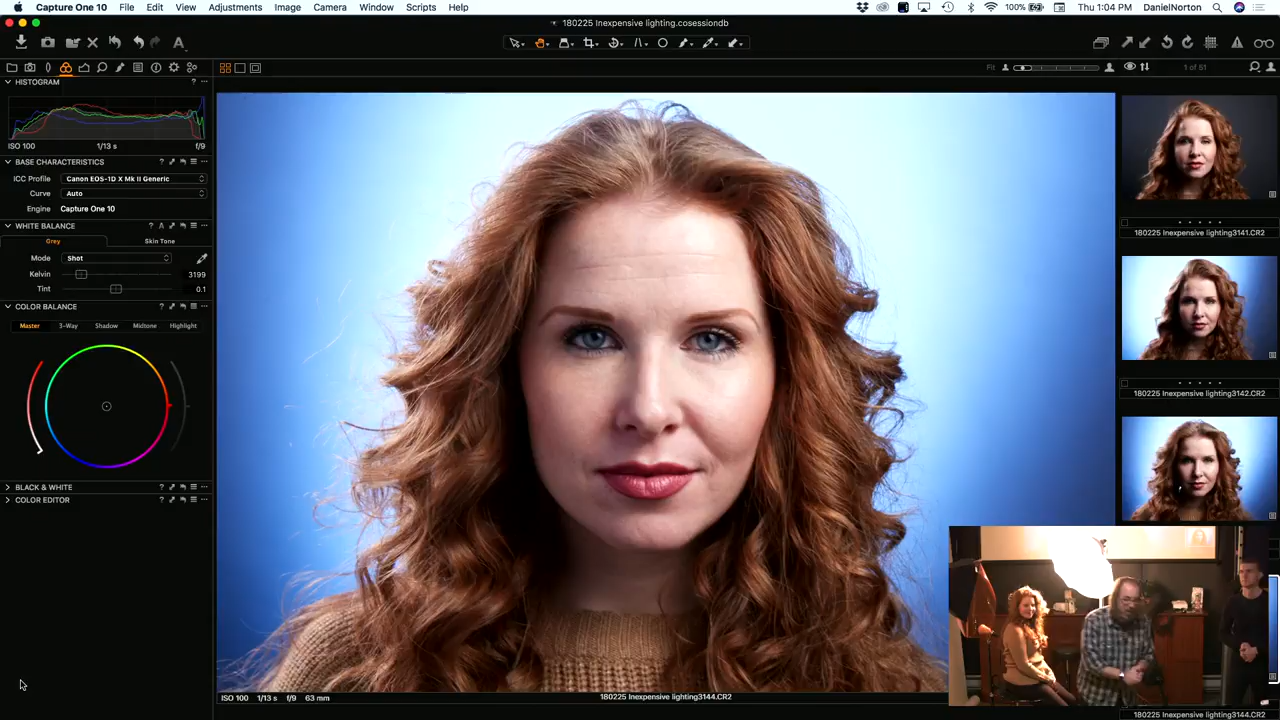 Capture One 10 File Edit View Adjustments Image Camera Window Scripts Help 100% Thu 1:04 PM DanielNorton
180225 Inexpensive lighting.cosessiondb
Fit 1 of 51
HISTOGRAM ?
ISO 100 1/13 s f/9
BASE CHARACTERISTICS ?
ICC Profile Canon EOS-1D X Mk II Generic
Curve Auto
Engine Capture One 10
WHITE BALANCE ? A
Grey Skin Tone
Mode Shot
Kelvin 3199
Tint 0.1
COLOR BALANCE ?
Master 3-Way Shadow Midtone Highlight
BLACK & WHITE ?
COLOR EDITOR ?
ISO 100 1/13 s f/9 63 mm
180225 Inexpensive lighting3144.CR2
180225 Inexpensive lighting3141.CR2
180225 Inexpensive lighting3142.CR2
180225 Inexpensive lighting3144.CR2